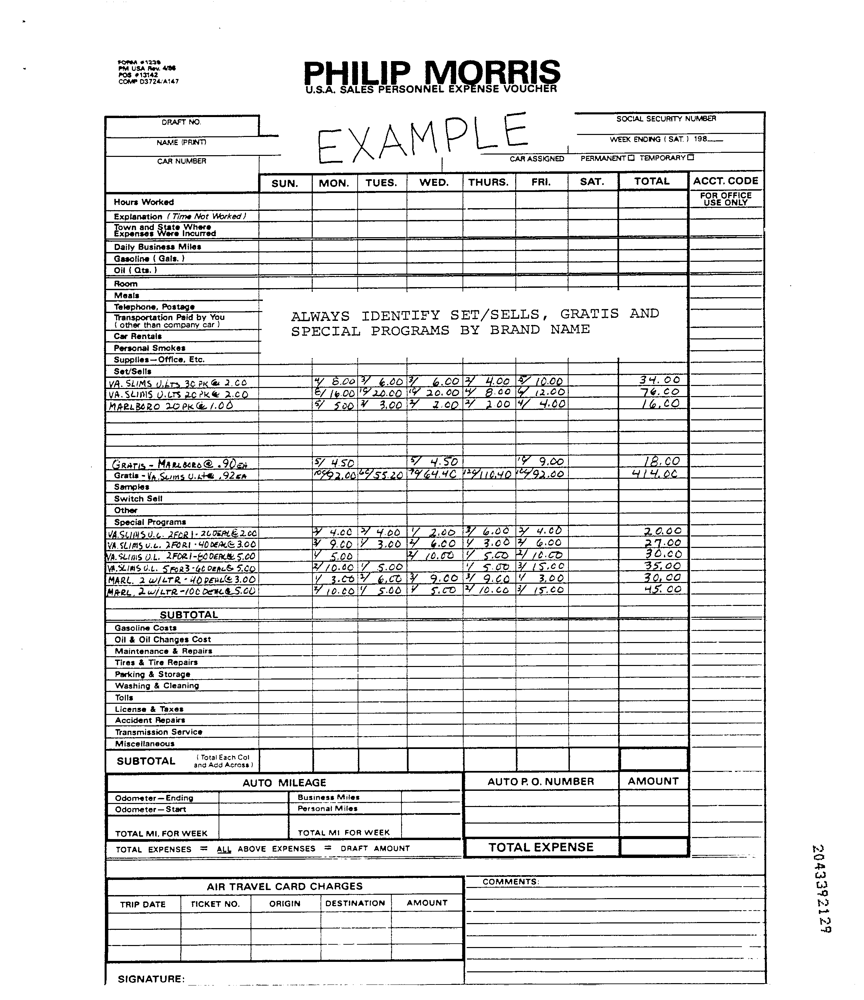 FORM #1236
PM USA Rev. 4/86
POS #13142
COMP D3724/A147
PHILIP MORRIS
U.S.A. SALES PERSONNEL EXPENSE VOUCHER
DRAFT NO.
EXAMPLE
SOCIAL SECURITY NUMBER
NAME (PRINT)
WEEK ENDING (SAT.) 198
CAR NUMBER CAR ASSIGNED PERMANENT☐ TEMPORARY☐
SUN. MON. TUES. WED. THURS. FRI. SAT. TOTAL ACCT. CODE
Hours Worked FOR OFFICE USE ONLY
Explanation (Time Not Worked)
Town and State Where
Expenses Were Incurred
Daily Business Miles
Gasoline (Gals.)
Oil (Qts.)
Room
Meals
Telephone, Postage
Transportation Paid by You
(other than company car)
ALWAYS IDENTIFY SET/SELLS, GRATIS AND
SPECIAL PROGRAMS BY BRAND NAME
Car Rentals
Personal Smokes
Supplies—Office, Etc.
Set/Sells
VA. SLIMS U.LTS 30 PK @ 2.00 4/ 8.00 3/ 6.00 3/ 6.00 2/ 4.00 5/ 10.00 34.00
VA. SLIMS U.LTS 20 PK @ 2.00 8/ 16.00 10/ 20.00 10/ 20.00 4/ 8.00 6/ 12.00 76.00
MARLBORO 20 PK @ 1.00 5/ 5.00 3/ 3.00 2/ 2.00 2/ 2.00 4/ 4.00 16.00
GRATIS - MARLBORO @ .90 EA 5/ 4.50 5/ 4.50 10/ 9.00 18.00
Gratis - VA. SLIMS U.LTS .92 EA 92.00 55.20 64.40 110.40 92.00 414.00
Samples
Switch Sell
Other
Special Programs
VA. SLIMS U.L. 2 FOR 1 - 20 DEAL @ 2.00 2/ 4.00 2/ 4.00 1/ 2.00 3/ 6.00 2/ 4.00 20.00
VA. SLIMS U.L. 2 FOR 1 - 40 DEAL @ 3.00 3/ 9.00 1/ 3.00 2/ 6.00 1/ 3.00 2/ 6.00 27.00
VA. SLIMS U.L. 2 FOR 1 - 60 DEAL @ 5.00 1/ 5.00 2/ 10.00 1/ 5.00 2/ 10.00 30.00
VA. SLIMS U.L. 5 FOR 3 - 60 DEAL @ 5.00 2/ 10.00 1/ 5.00 1/ 5.00 3/ 15.00 35.00
MARL. 2 W/LTR - 40 DEAL @ 3.00 1/ 3.00 2/ 6.00 3/ 9.00 3/ 9.00 1/ 3.00 30.00
MARL. 2 W/LTR - 100 DEAL @ 5.00 2/ 10.00 1/ 5.00 1/ 5.00 2/ 10.00 3/ 15.00 45.00
SUBTOTAL
Gasoline Costs
Oil & Oil Changes Cost
Maintenance & Repairs
Tires & Tire Repairs
Parking & Storage
Washing & Cleaning
Tolls
License & Taxes
Accident Repairs
Transmission Service
Miscellaneous
SUBTOTAL (Total Each Col and Add Across)
AUTO MILEAGE AUTO P.O. NUMBER AMOUNT
Odometer—Ending Business Miles
Odometer—Start Personal Miles
TOTAL MI. FOR WEEK TOTAL MI. FOR WEEK
TOTAL EXPENSES = ALL ABOVE EXPENSES = DRAFT AMOUNT TOTAL EXPENSE
AIR TRAVEL CARD CHARGES COMMENTS:
TRIP DATE TICKET NO. ORIGIN DESTINATION AMOUNT
SIGNATURE:
2043392129